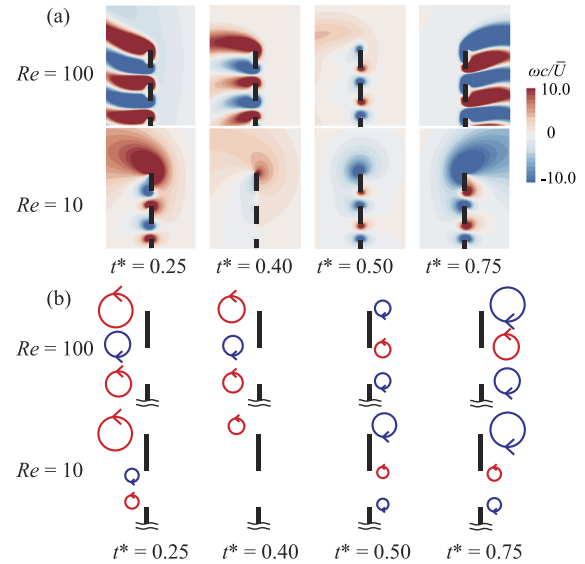 (a)
Re = 100
ωc/Ū
10.0
0
-10.0
Re = 10
t* = 0.25 t* = 0.40 t* = 0.50 t* = 0.75
(b)
Re = 100
Re = 10
t* = 0.25 t* = 0.40 t* = 0.50 t* = 0.75